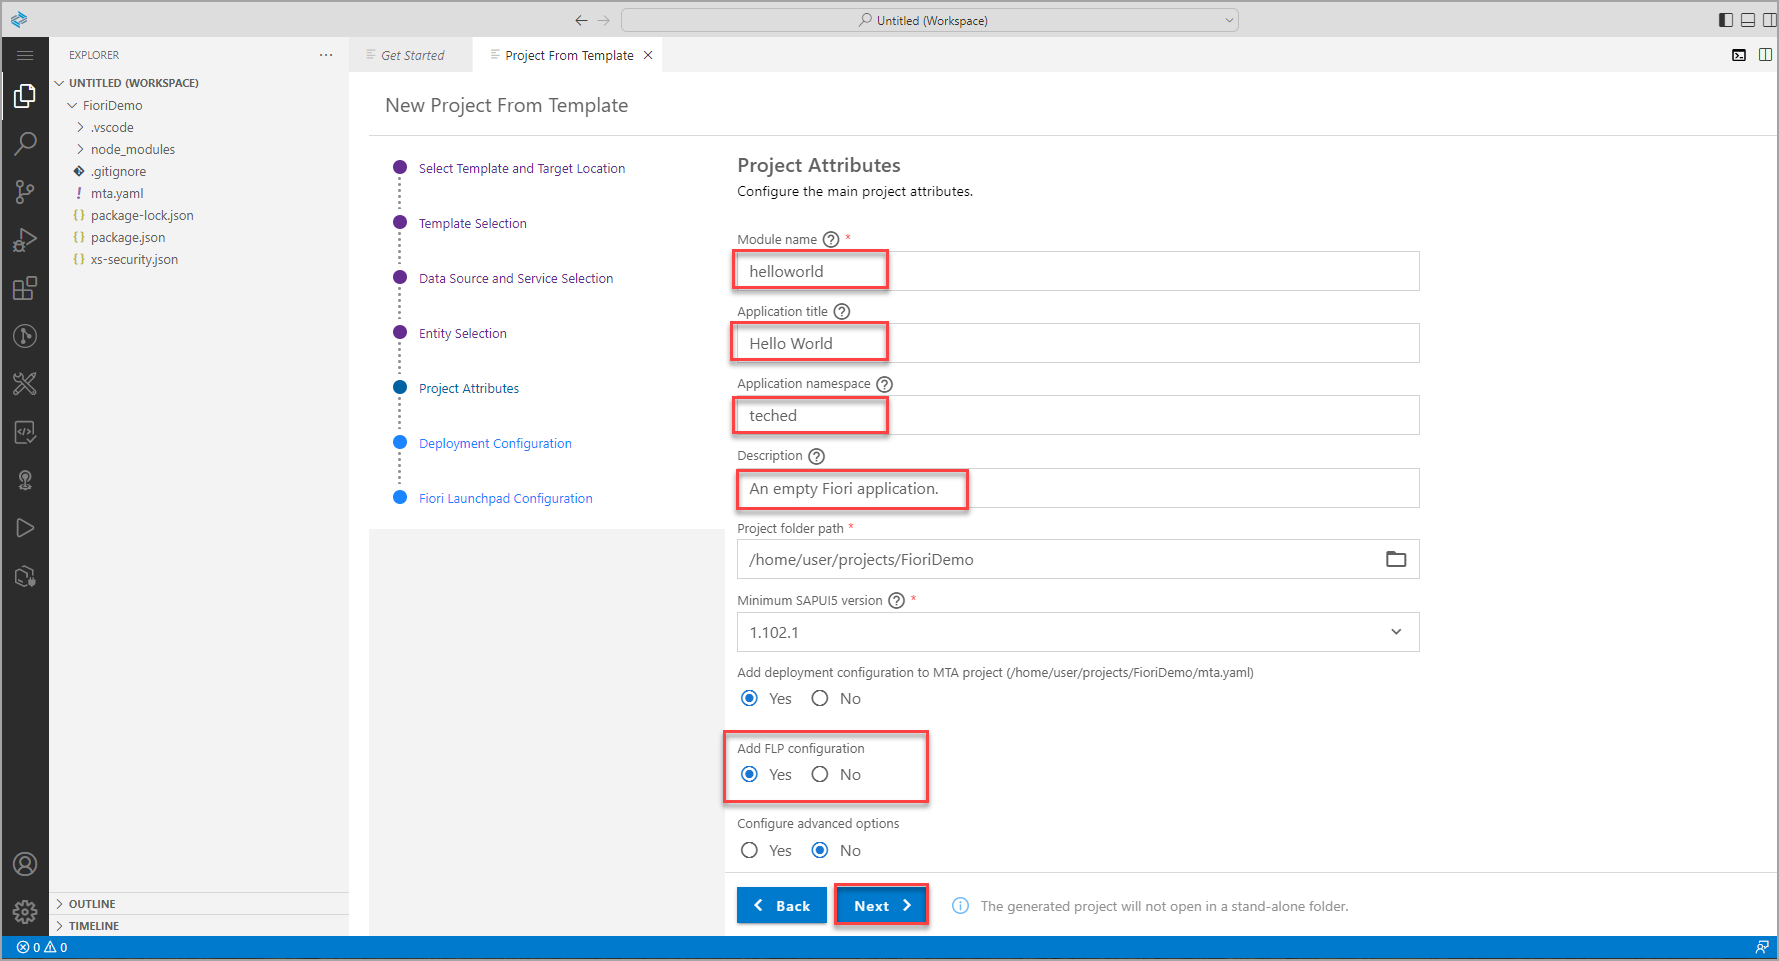 Untitled (Workspace)
EXPLORER
Get Started
Project From Template
UNTITLED (WORKSPACE)
FioriDemo
.vscode
node_modules
.gitignore
! mta.yaml
{} package-lock.json
{} package.json
{} xs-security.json
OUTLINE
TIMELINE
New Project From Template
Select Template and Target Location
Template Selection
Data Source and Service Selection
Entity Selection
Project Attributes
Deployment Configuration
Fiori Launchpad Configuration
Project Attributes
Configure the main project attributes.
Module name ? *
helloworld
Application title ?
Hello World
Application namespace ?
teched
Description ?
An empty Fiori application.
Project folder path *
/home/user/projects/FioriDemo
Minimum SAPUI5 version ? *
1.102.1
Add deployment configuration to MTA project (/home/user/projects/FioriDemo/mta.yaml)
Yes No
Add FLP configuration
Yes No
Configure advanced options
Yes No
Back Next
The generated project will not open in a stand-alone folder.
0 0